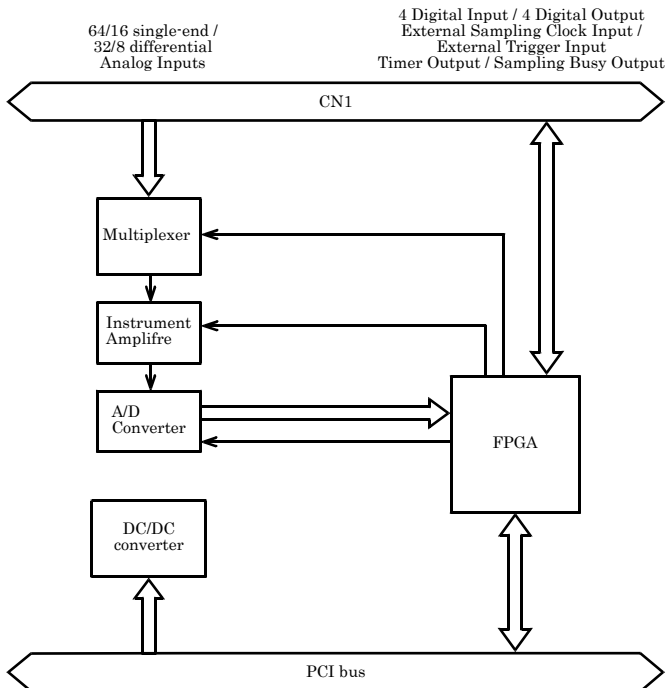 64/16 single-end /
32/8 differential
Analog Inputs
4 Digital Input / 4 Digital Output
External Sampling Clock Input /
External Trigger Input
Timer Output / Sampling Busy Output
CN1
Multiplexer
Instrument
Amplifre
A/D
Converter
FPGA
DC/DC
converter
PCI bus